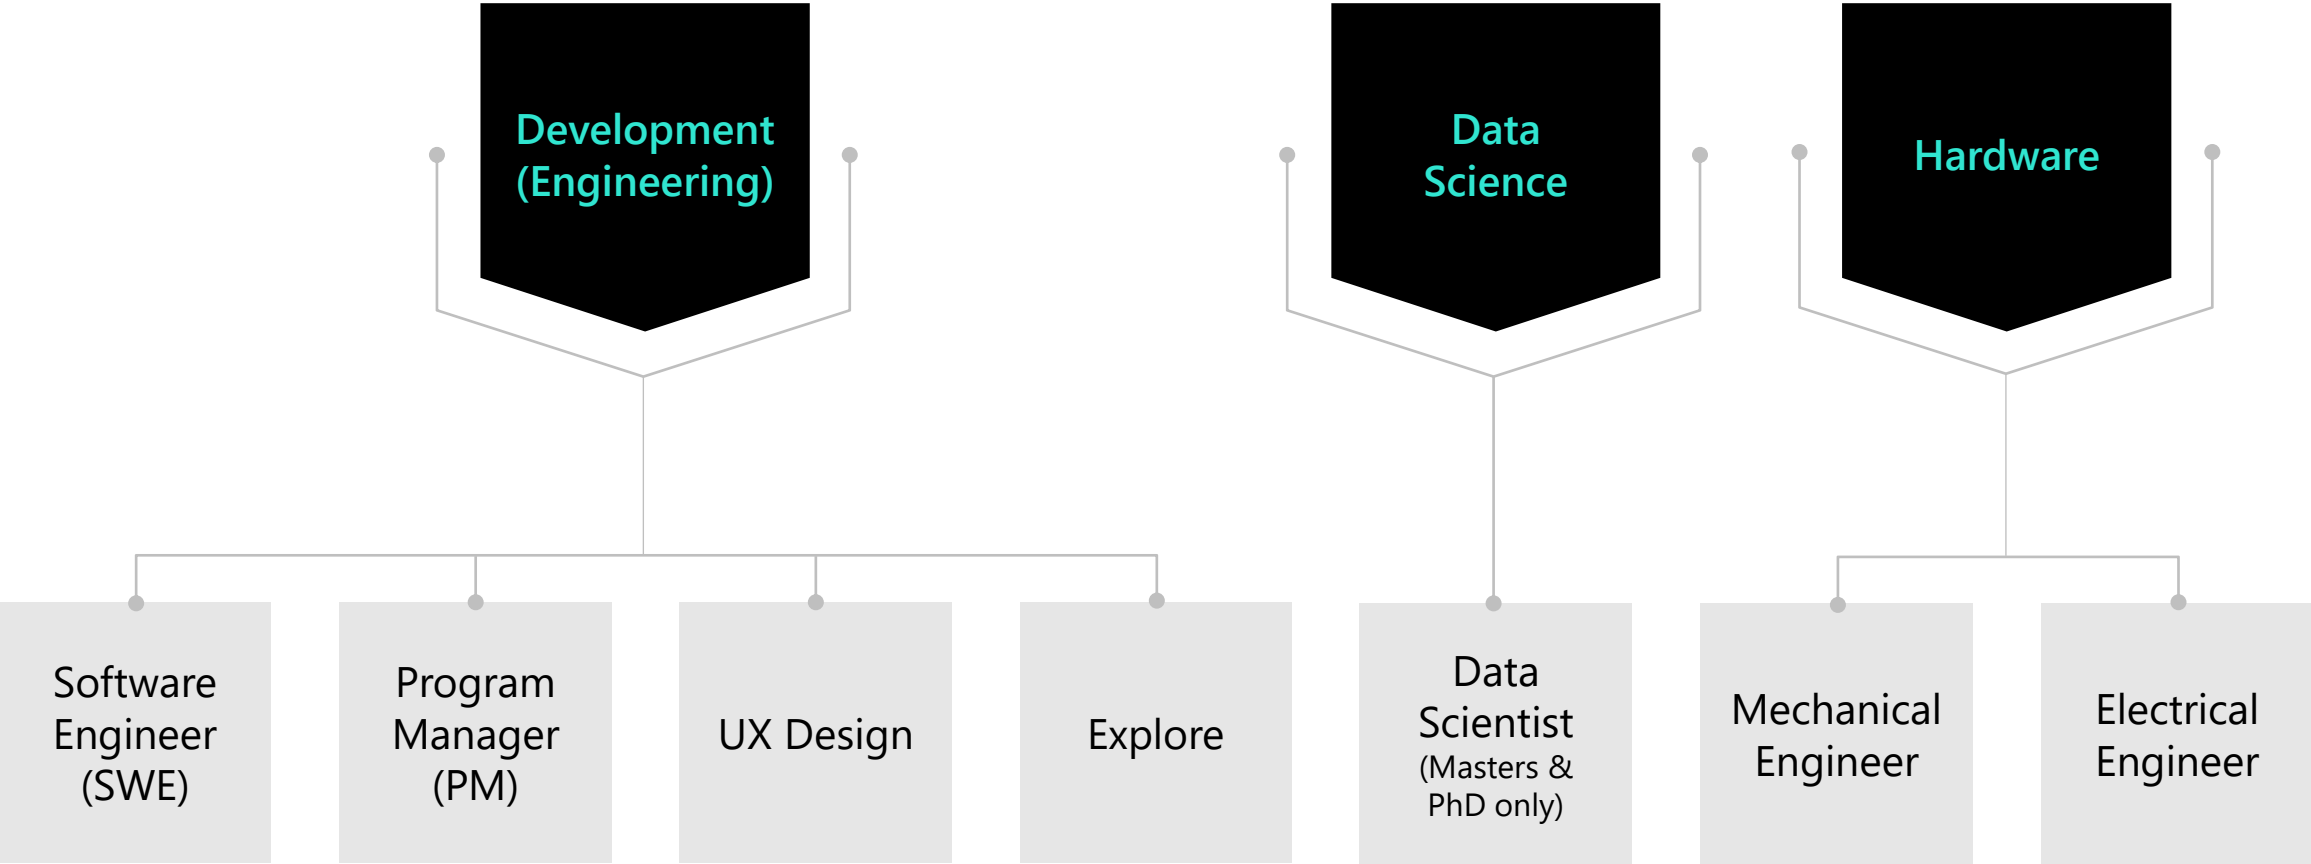 Development
(Engineering)
Data
Science
Hardware
Software
Engineer
(SWE)
Program
Manager
(PM)
UX Design
Explore
Data
Scientist
(Masters &
PhD only)
Mechanical
Engineer
Electrical
Engineer